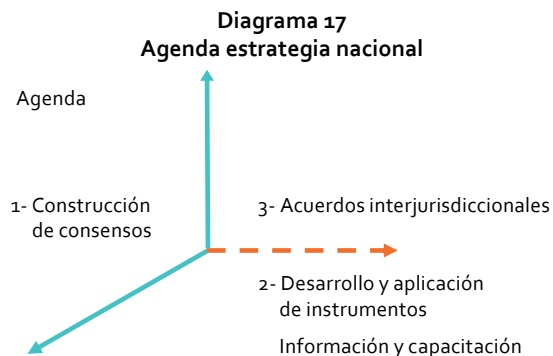 Diagrama 17
Agenda estrategia nacional
Agenda
1- Construcción
de consensos
3- Acuerdos interjurisdiccionales
2- Desarrollo y aplicación
de instrumentos
Información y capacitación